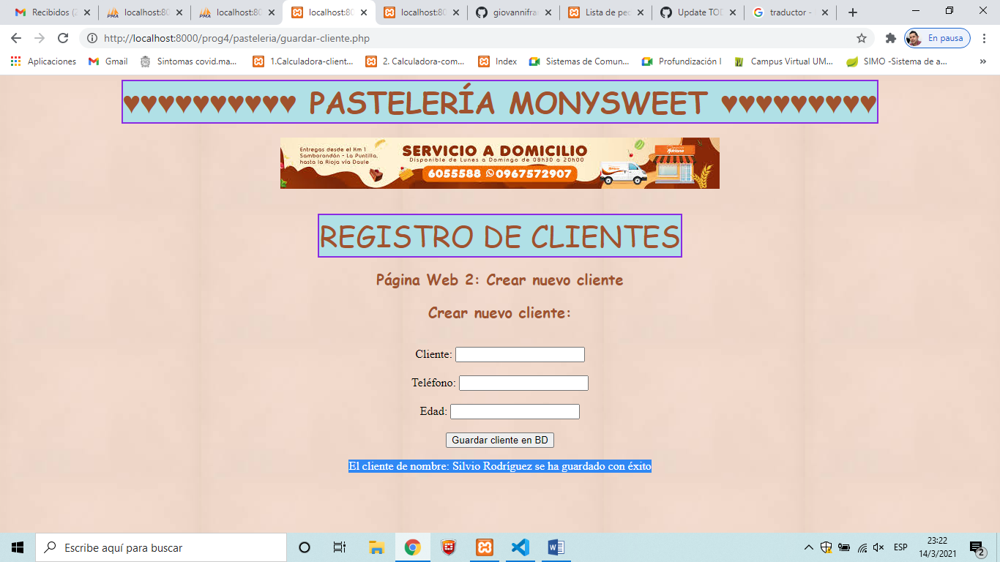 Recibidos (2
localhost:80
localhost:80
localhost:80
localhost:80
giovannifra
Lista de pec
Update TOD
traductor -
http://localhost:8000/prog4/pasteleria/guardar-cliente.php
En pausa
Aplicaciones
Gmail
Sintomas covid.ma...
1.Calculadora-client...
2. Calculadora-com...
Index
Sistemas de Comun...
Profundización I
Campus Virtual UM...
SIMO -Sistema de a...
»
♥♥♥♥♥♥♥♥♥♥ PASTELERÍA MONYSWEET ♥♥♥♥♥♥♥♥♥
Entregas desde el Km 1
Samborondón - La Puntilla,
hasta la Rioja vía Daule
SERVICIO A DOMICILIO
Disponible de Lunes a Domingo de 08h30 a 20h00
6055588 0967572907
Adriana
REGISTRO DE CLIENTES
Página Web 2: Crear nuevo cliente
Crear nuevo cliente:
Cliente:
Teléfono:
Edad:
Guardar cliente en BD
El cliente de nombre: Silvio Rodríguez se ha guardado con éxito
Escribe aquí para buscar
ESP
23:22
14/3/2021
2